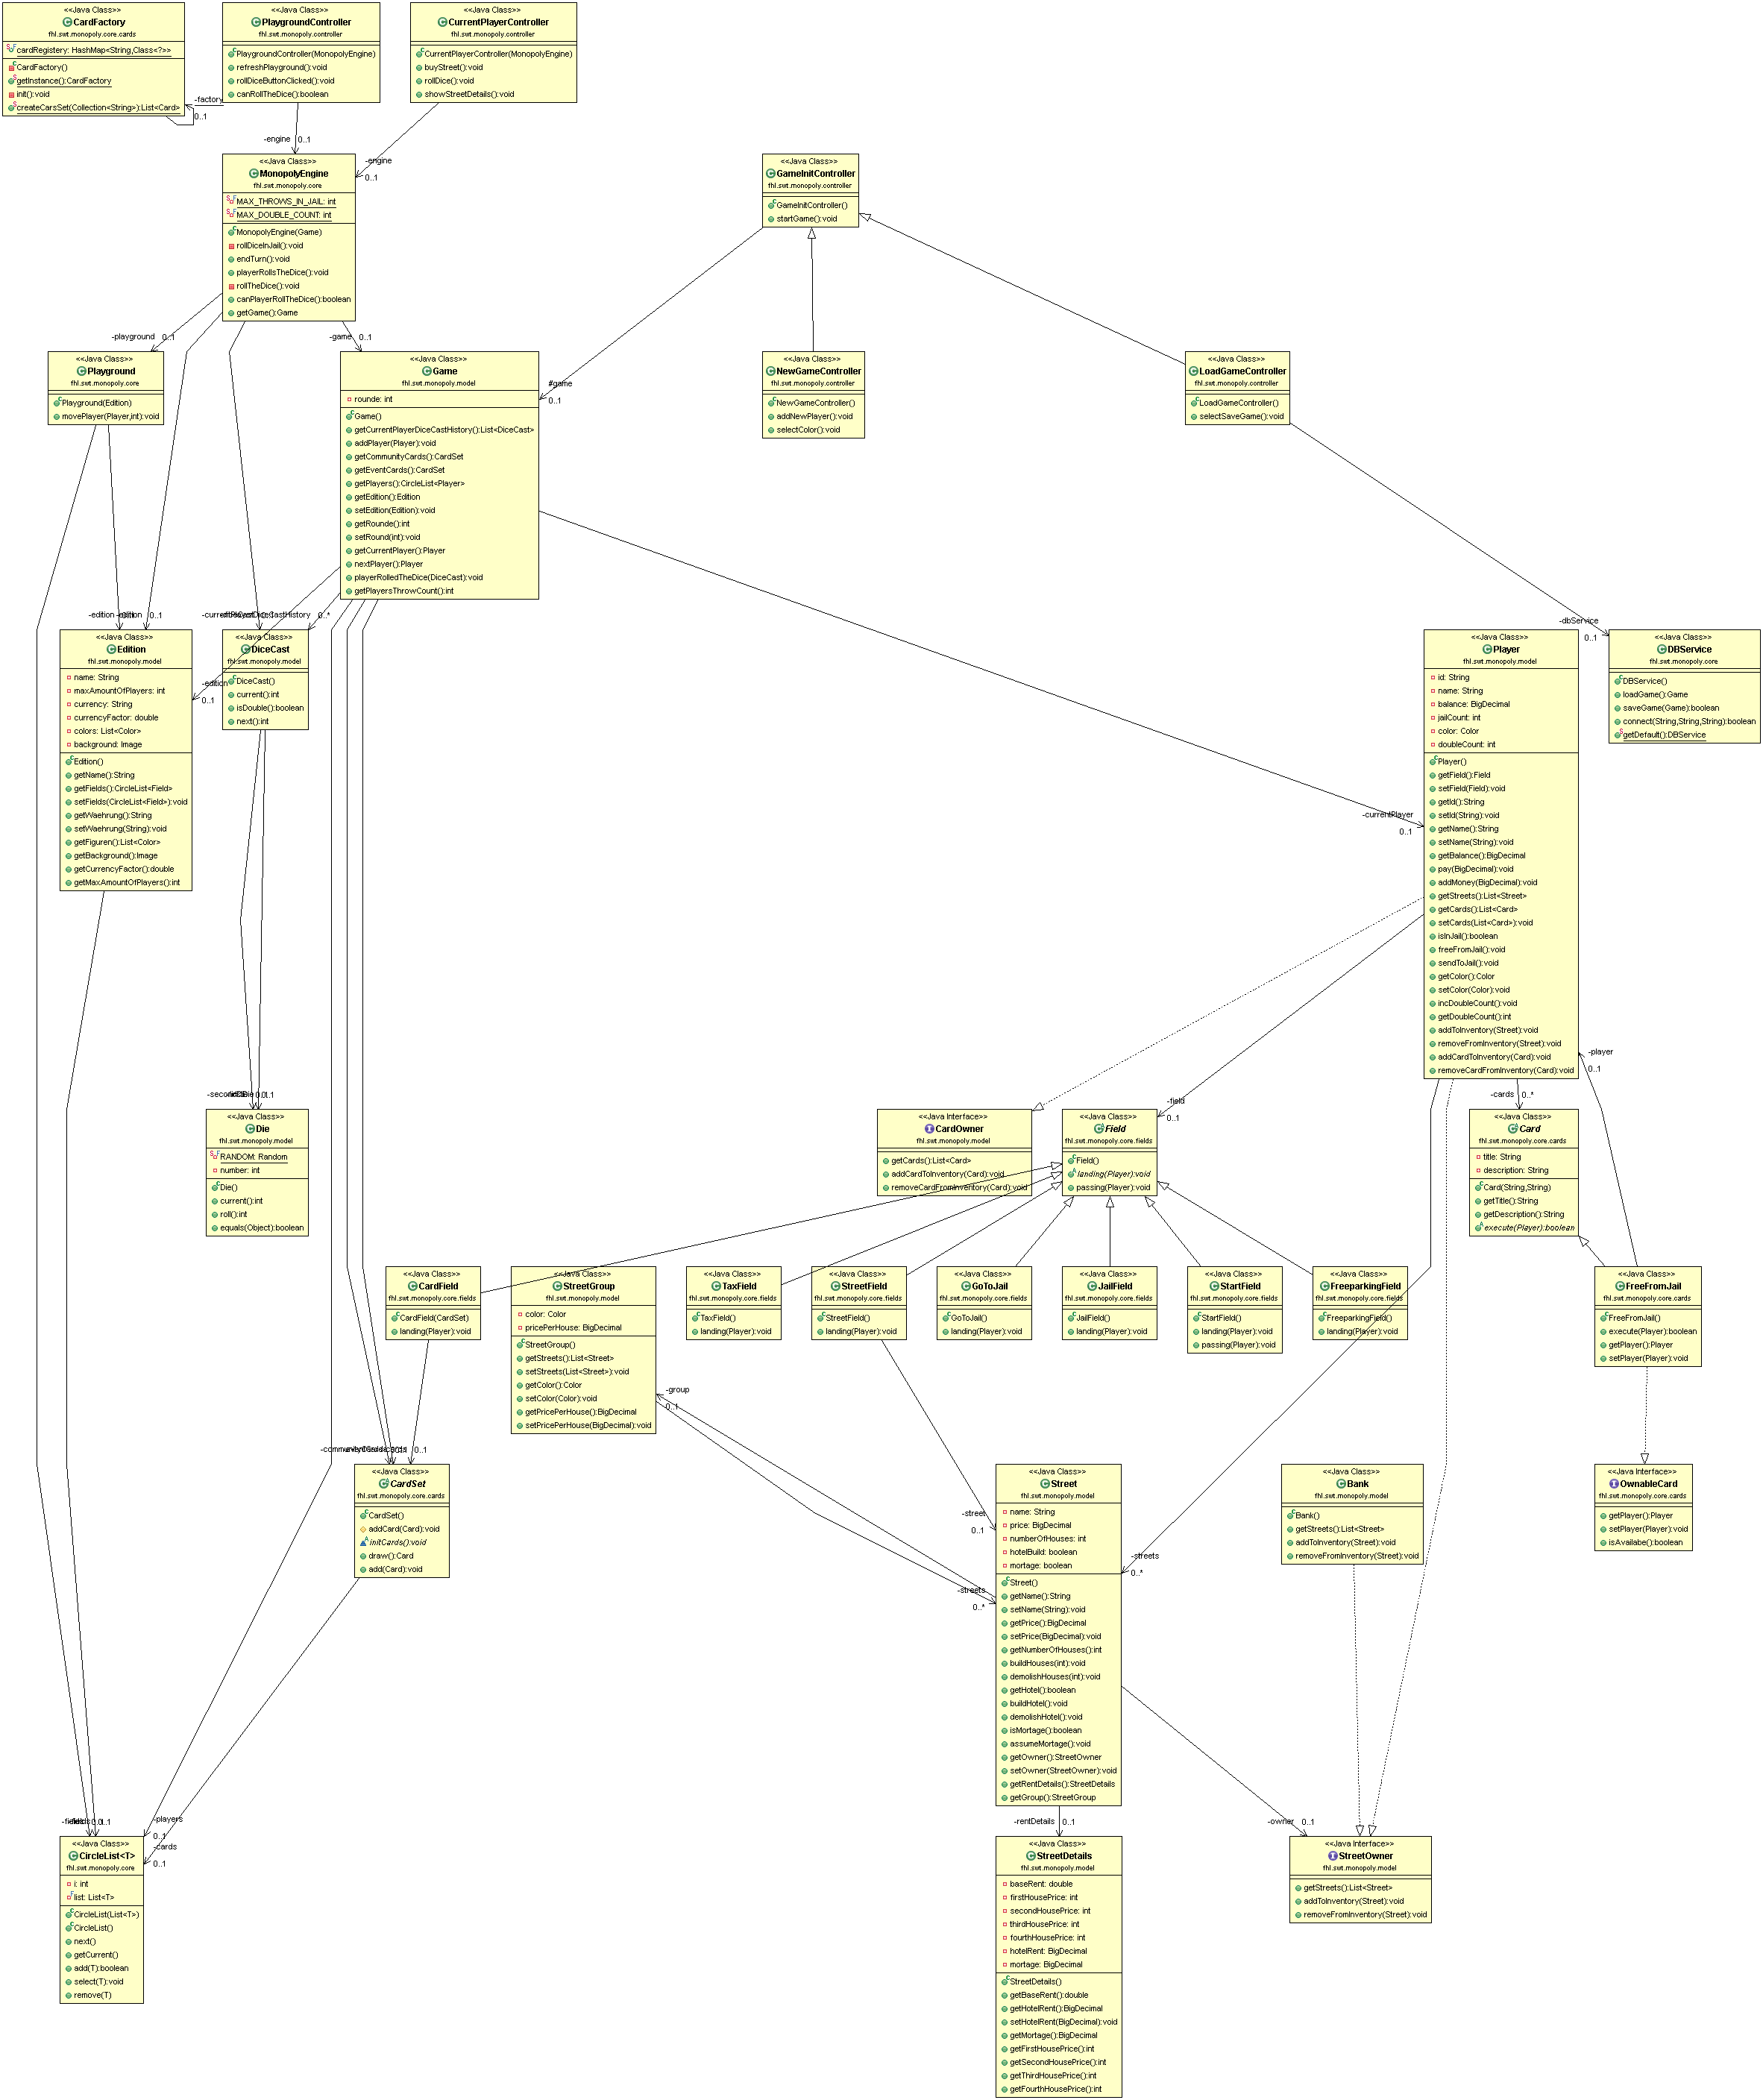 <<Java Class>>
CardFactory
fhl.swt.monopoly.core.cards
cardRegistery: HashMap<String,Class<?>>
CardFactory()
getInstance():CardFactory
init():void
createCarsSet(Collection<String>):List<Card>
-factory
0..1
<<Java Class>>
PlaygroundController
fhl.swt.monopoly.controller
PlaygroundController(MonopolyEngine)
refreshPlayground():void
rollDiceButtonClicked():void
canRollTheDice():boolean
<<Java Class>>
CurrentPlayerController
fhl.swt.monopoly.controller
CurrentPlayerController(MonopolyEngine)
buyStreet():void
rollDice():void
showStreetDetails():void
-engine
0..1
-engine
0..1
<<Java Class>>
MonopolyEngine
fhl.swt.monopoly.core
MAX_THROWS_IN_JAIL: int
MAX_DOUBLE_COUNT: int
MonopolyEngine(Game)
rollDiceInJail():void
endTurn():void
playerRollsTheDice():void
rollTheDice():void
canPlayerRollTheDice():boolean
getGame():Game
<<Java Class>>
GameInitController
fhl.swt.monopoly.controller
GameInitController()
startGame():void
-playground
0..1
-game
0..1
#game
0..1
<<Java Class>>
Playground
fhl.swt.monopoly.core
Playground(Edition)
movePlayer(Player,int):void
<<Java Class>>
Game
fhl.swt.monopoly.model
rounde: int
Game()
getCurrentPlayerDiceCastHistory():List<DiceCast>
addPlayer(Player):void
getCommunityCards():CardSet
getEventCards():CardSet
getPlayers():CircleList<Player>
getEdition():Edition
setEdition(Edition):void
getRounde():int
setRound(int):void
getCurrentPlayer():Player
nextPlayer():Player
playerRolledTheDice(DiceCast):void
getPlayersThrowCount():int
<<Java Class>>
NewGameController
fhl.swt.monopoly.controller
NewGameController()
addNewPlayer():void
selectColor():void
<<Java Class>>
LoadGameController
fhl.swt.monopoly.controller
LoadGameController()
selectSaveGame():void
-edition
-edition
0..1
-currentPlayerDiceCastHistory
0..*
-edition
0..1
-currentPlayer
0..1
-dbService
0..1
<<Java Class>>
Edition
fhl.swt.monopoly.model
name: String
maxAmountOfPlayers: int
currency: String
currencyFactor: double
colors: List<Color>
background: Image
Edition()
getName():String
getFields():CircleList<Field>
setFields(CircleList<Field>):void
getWaehrung():String
setWaehrung(String):void
getFiguren():List<Color>
getBackground():Image
getCurrencyFactor():double
getMaxAmountOfPlayers():int
<<Java Class>>
DiceCast
fhl.swt.monopoly.model
DiceCast()
current():int
isDouble():boolean
next():int
<<Java Class>>
Player
fhl.swt.monopoly.model
id: String
name: String
balance: BigDecimal
jailCount: int
color: Color
doubleCount: int
Player()
getField():Field
setField(Field):void
getId():String
setId(String):void
getName():String
setName(String):void
getBalance():BigDecimal
pay(BigDecimal):void
addMoney(BigDecimal):void
getStreets():List<Street>
getCards():List<Card>
setCards(List<Card>):void
isInJail():boolean
freeFromJail():void
sendToJail():void
getColor():Color
setColor(Color):void
incDoubleCount():void
getDoubleCount():int
addToInventory(Street):void
removeFromInventory(Street):void
addCardToInventory(Card):void
removeCardFromInventory(Card):void
<<Java Class>>
DBService
fhl.swt.monopoly.core
DBService()
loadGame():Game
saveGame(Game):boolean
connect(String,String,String):boolean
getDefault():DBService
-field
0..1
-cards
0..*
-player
0..1
<<Java Class>>
Die
fhl.swt.monopoly.model
RANDOM: Random
number: int
Die()
current():int
roll():int
equals(Object):boolean
<<Java Interface>>
CardOwner
fhl.swt.monopoly.model
getCards():List<Card>
addCardToInventory(Card):void
removeCardFromInventory(Card):void
<<Java Class>>
Field
fhl.swt.monopoly.core.fields
Field()
landing(Player):void
passing(Player):void
<<Java Class>>
Card
fhl.swt.monopoly.core.cards
title: String
description: String
Card(String,String)
getTitle():String
getDescription():String
execute(Player):boolean
<<Java Class>>
CardField
fhl.swt.monopoly.core.fields
CardField(CardSet)
landing(Player):void
<<Java Class>>
StreetGroup
fhl.swt.monopoly.model
color: Color
pricePerHouse: BigDecimal
StreetGroup()
getStreets():List<Street>
setStreets(List<Street>):void
getColor():Color
setColor(Color):void
getPricePerHouse():BigDecimal
setPricePerHouse(BigDecimal):void
<<Java Class>>
TaxField
fhl.swt.monopoly.core.fields
TaxField()
landing(Player):void
<<Java Class>>
StreetField
fhl.swt.monopoly.core.fields
StreetField()
landing(Player):void
<<Java Class>>
GoToJail
fhl.swt.monopoly.core.fields
GoToJail()
landing(Player):void
<<Java Class>>
JailField
fhl.swt.monopoly.core.fields
JailField()
landing(Player):void
<<Java Class>>
StartField
fhl.swt.monopoly.core.fields
StartField()
landing(Player):void
passing(Player):void
<<Java Class>>
FreeparkingField
fhl.swt.monopoly.core.fields
FreeparkingField()
landing(Player):void
<<Java Class>>
FreeFromJail
fhl.swt.monopoly.core.cards
FreeFromJail()
execute(Player):boolean
getPlayer():Player
setPlayer(Player):void
-group
0..1
0..1
<<Java Class>>
CardSet
fhl.swt.monopoly.core.cards
CardSet()
addCard(Card):void
initCards():void
draw():Card
add(Card):void
-street
0..1
-streets
0..*
-streets
0..*
<<Java Class>>
Street
fhl.swt.monopoly.model
name: String
price: BigDecimal
numberOfHouses: int
hotelBuild: boolean
mortage: boolean
Street()
getName():String
setName(String):void
getPrice():BigDecimal
setPrice(BigDecimal):void
getNumberOfHouses():int
buildHouses(int):void
demolishHouses(int):void
getHotel():boolean
buildHotel():void
demolishHotel():void
isMortage():boolean
assumeMortage():void
getOwner():StreetOwner
setOwner(StreetOwner):void
getRentDetails():StreetDetails
getGroup():StreetGroup
<<Java Class>>
Bank
fhl.swt.monopoly.model
Bank()
getStreets():List<Street>
addToInventory(Street):void
removeFromInventory(Street):void
<<Java Interface>>
OwnableCard
fhl.swt.monopoly.core.cards
getPlayer():Player
setPlayer(Player):void
isAvailabe():boolean
-players
0..1
-cards
0..1
-rentDetails
0..1
-owner
0..1
<<Java Class>>
CircleList<T>
fhl.swt.monopoly.core
i: int
list: List<T>
CircleList(List<T>)
CircleList()
next()
getCurrent()
add(T):boolean
select(T):void
remove(T)
<<Java Class>>
StreetDetails
fhl.swt.monopoly.model
baseRent: double
firstHousePrice: int
secondHousePrice: int
thirdHousePrice: int
fourthHousePrice: int
hotelRent: BigDecimal
mortage: BigDecimal
StreetDetails()
getBaseRent():double
getHotelRent():BigDecimal
setHotelRent(BigDecimal):void
getMortage():BigDecimal
getFirstHousePrice():int
getSecondHousePrice():int
getThirdHousePrice():int
getFourthHousePrice():int
<<Java Interface>>
StreetOwner
fhl.swt.monopoly.model
getStreets():List<Street>
addToInventory(Street):void
removeFromInventory(Street):void